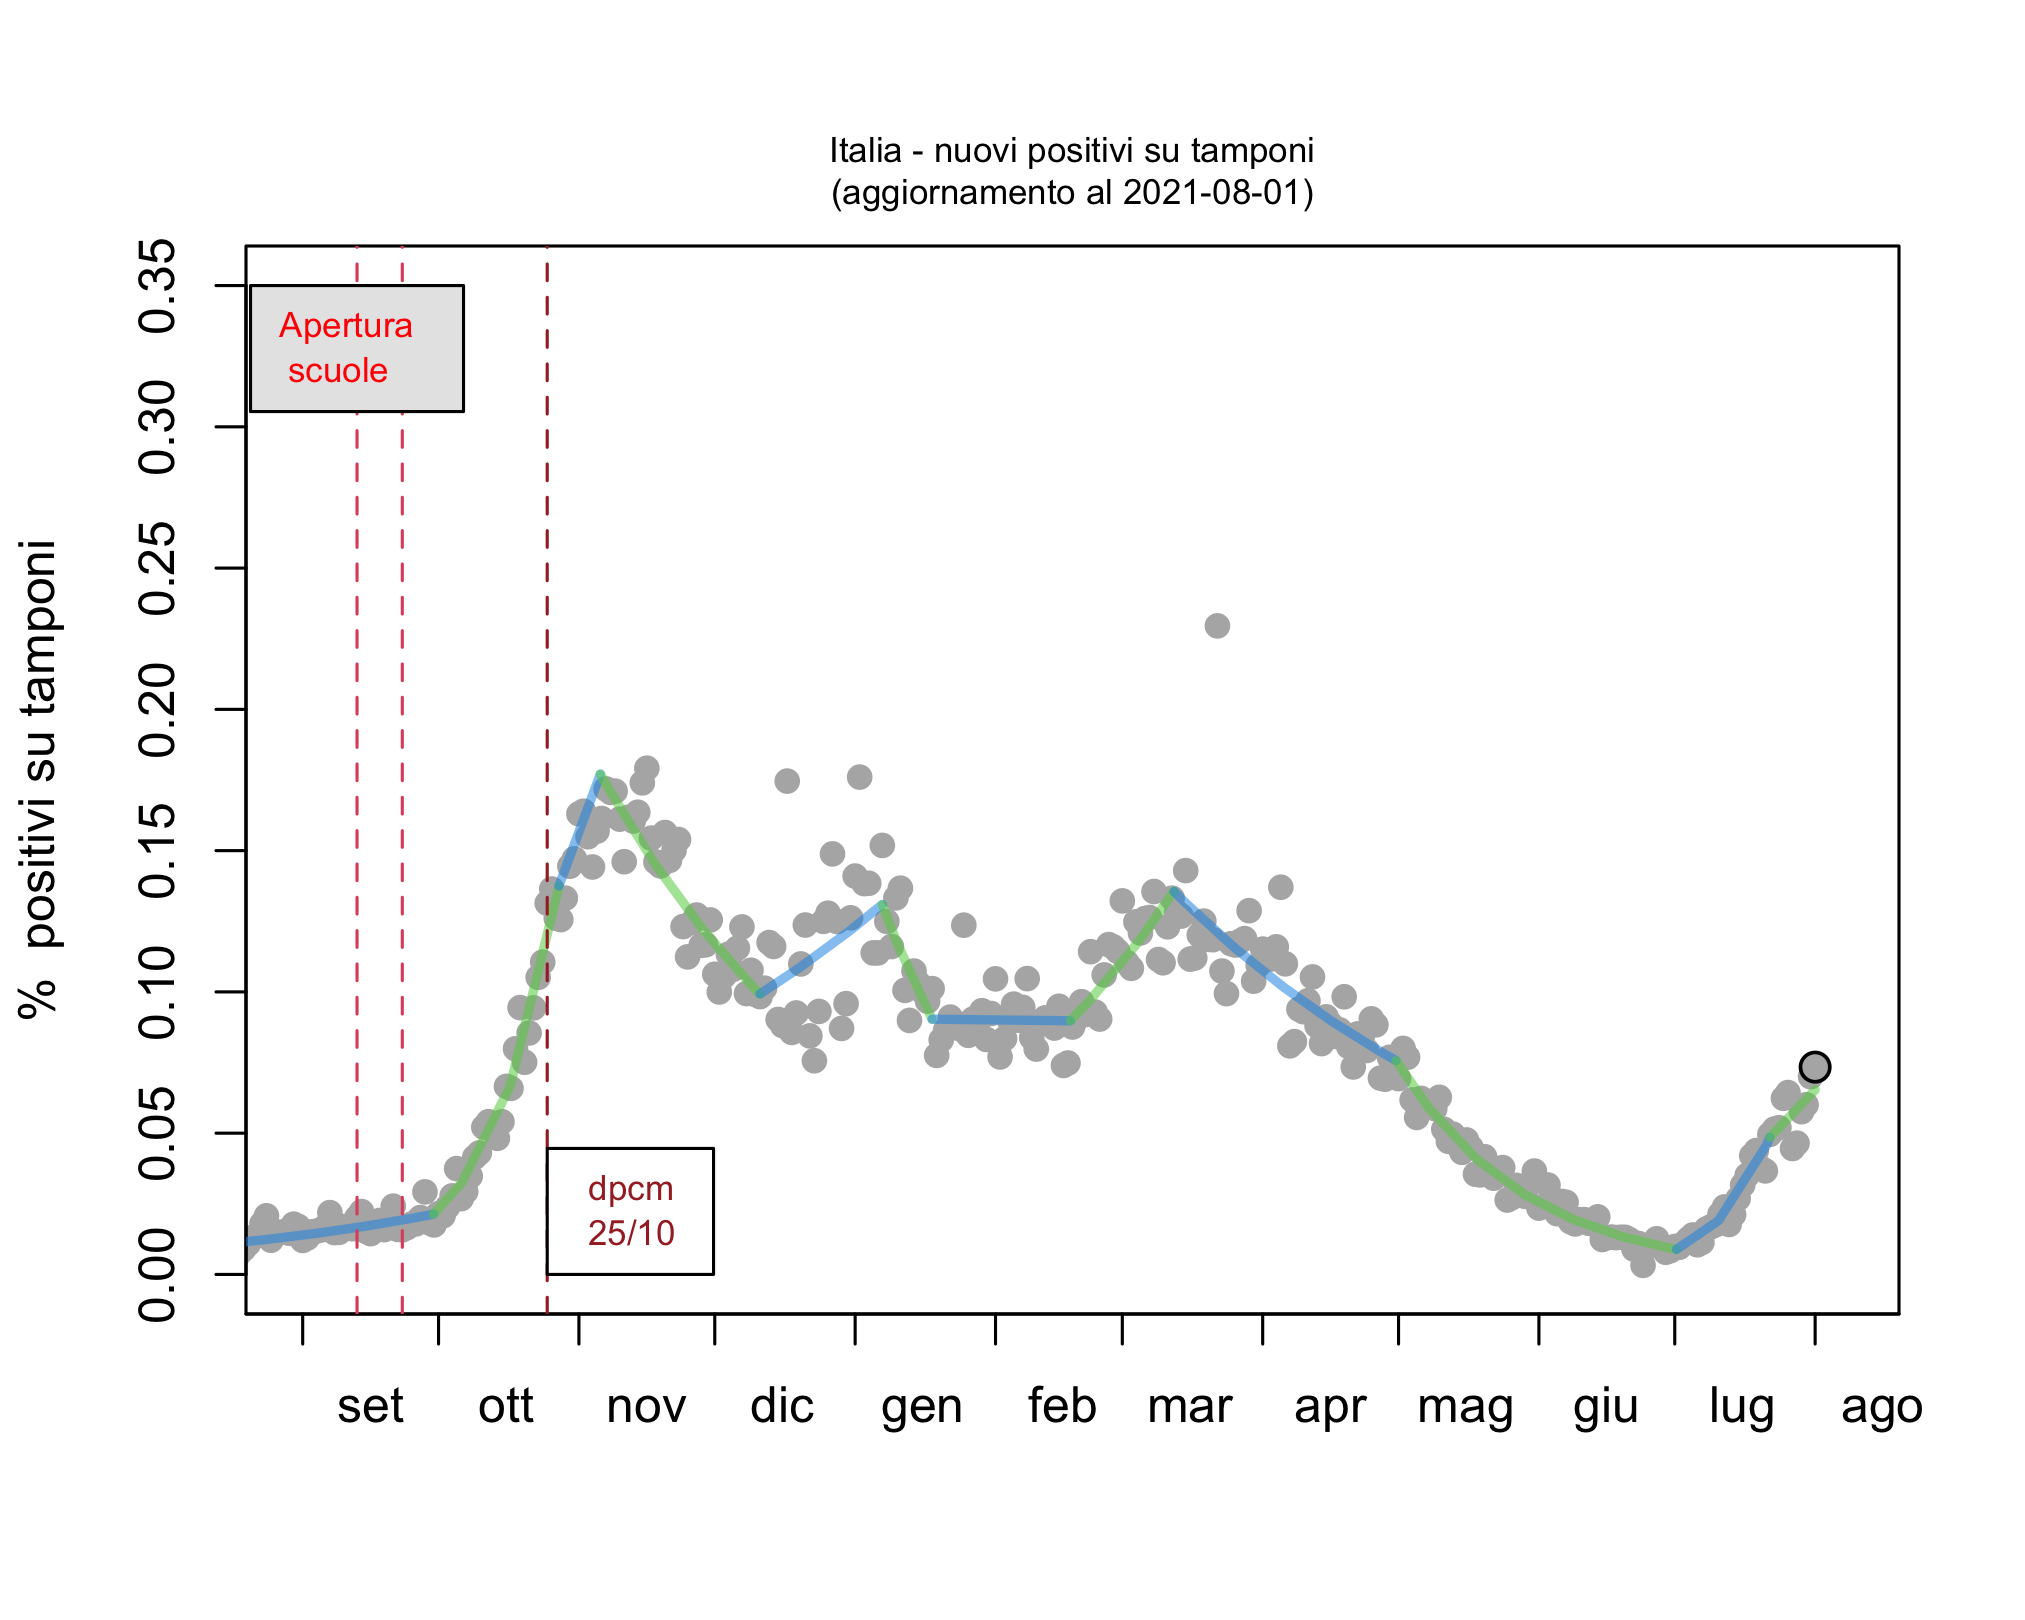 Italia - nuovi positivi su tamponi
(aggiornamento al 2021-08-01)
% positivi su tamponi
0.35
0.30
0.25
0.20
0.15
0.10
0.05
0.00
Apertura
scuole
dpcm
25/10
set ott nov dic gen feb mar apr mag giu lug ago